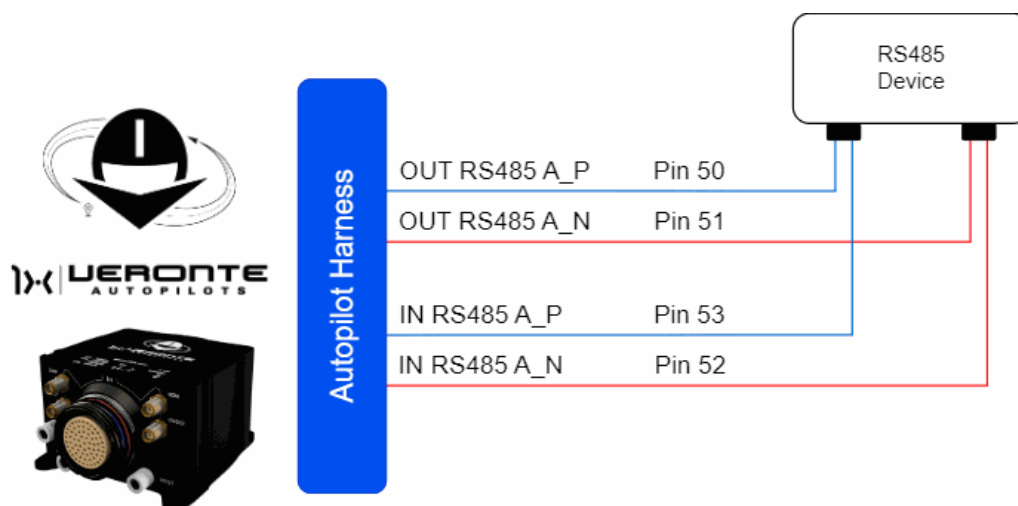 RS485
Device
OUT RS485 A_P Pin 50
OUT RS485 A_N Pin 51
IN RS485 A_P Pin 53
IN RS485 A_N Pin 52
Autopilot Harness
VERONTE
AUTOPILOTS